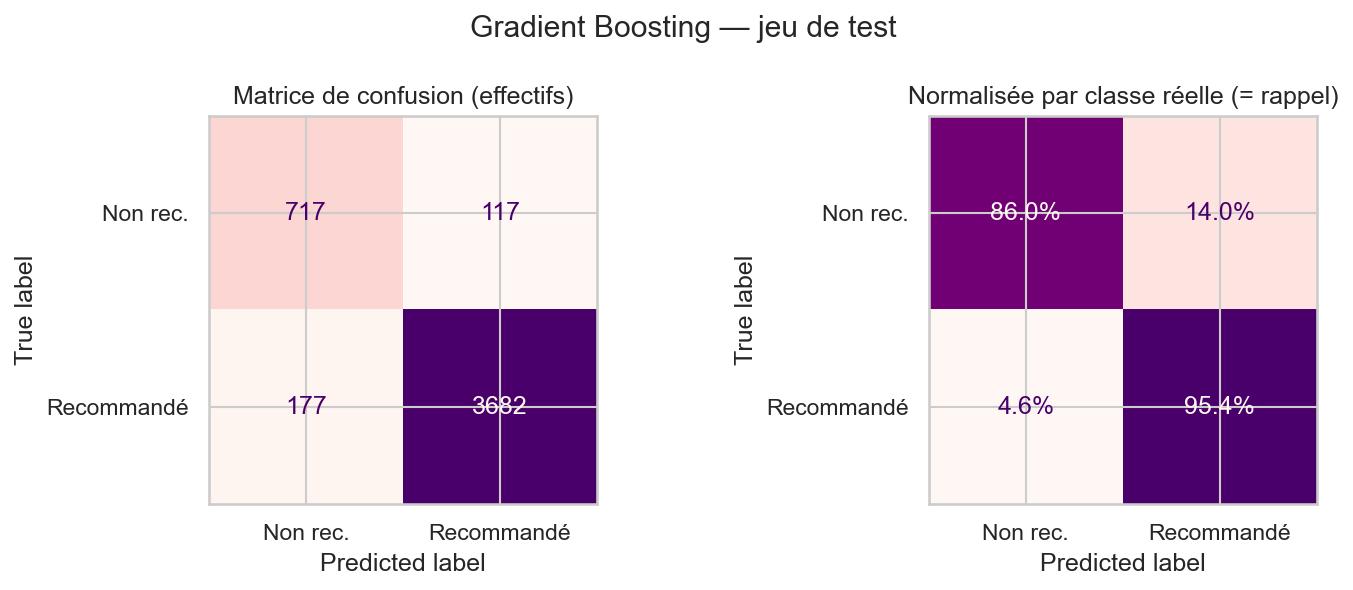 Gradient Boosting — jeu de test
Matrice de confusion (effectifs)
True label
Non rec.
717
117
Recommandé
177
3682
Non rec.
Recommandé
Predicted label
Normalisée par classe réelle (= rappel)
True label
Non rec.
86.0%
14.0%
Recommandé
4.6%
95.4%
Non rec.
Recommandé
Predicted label